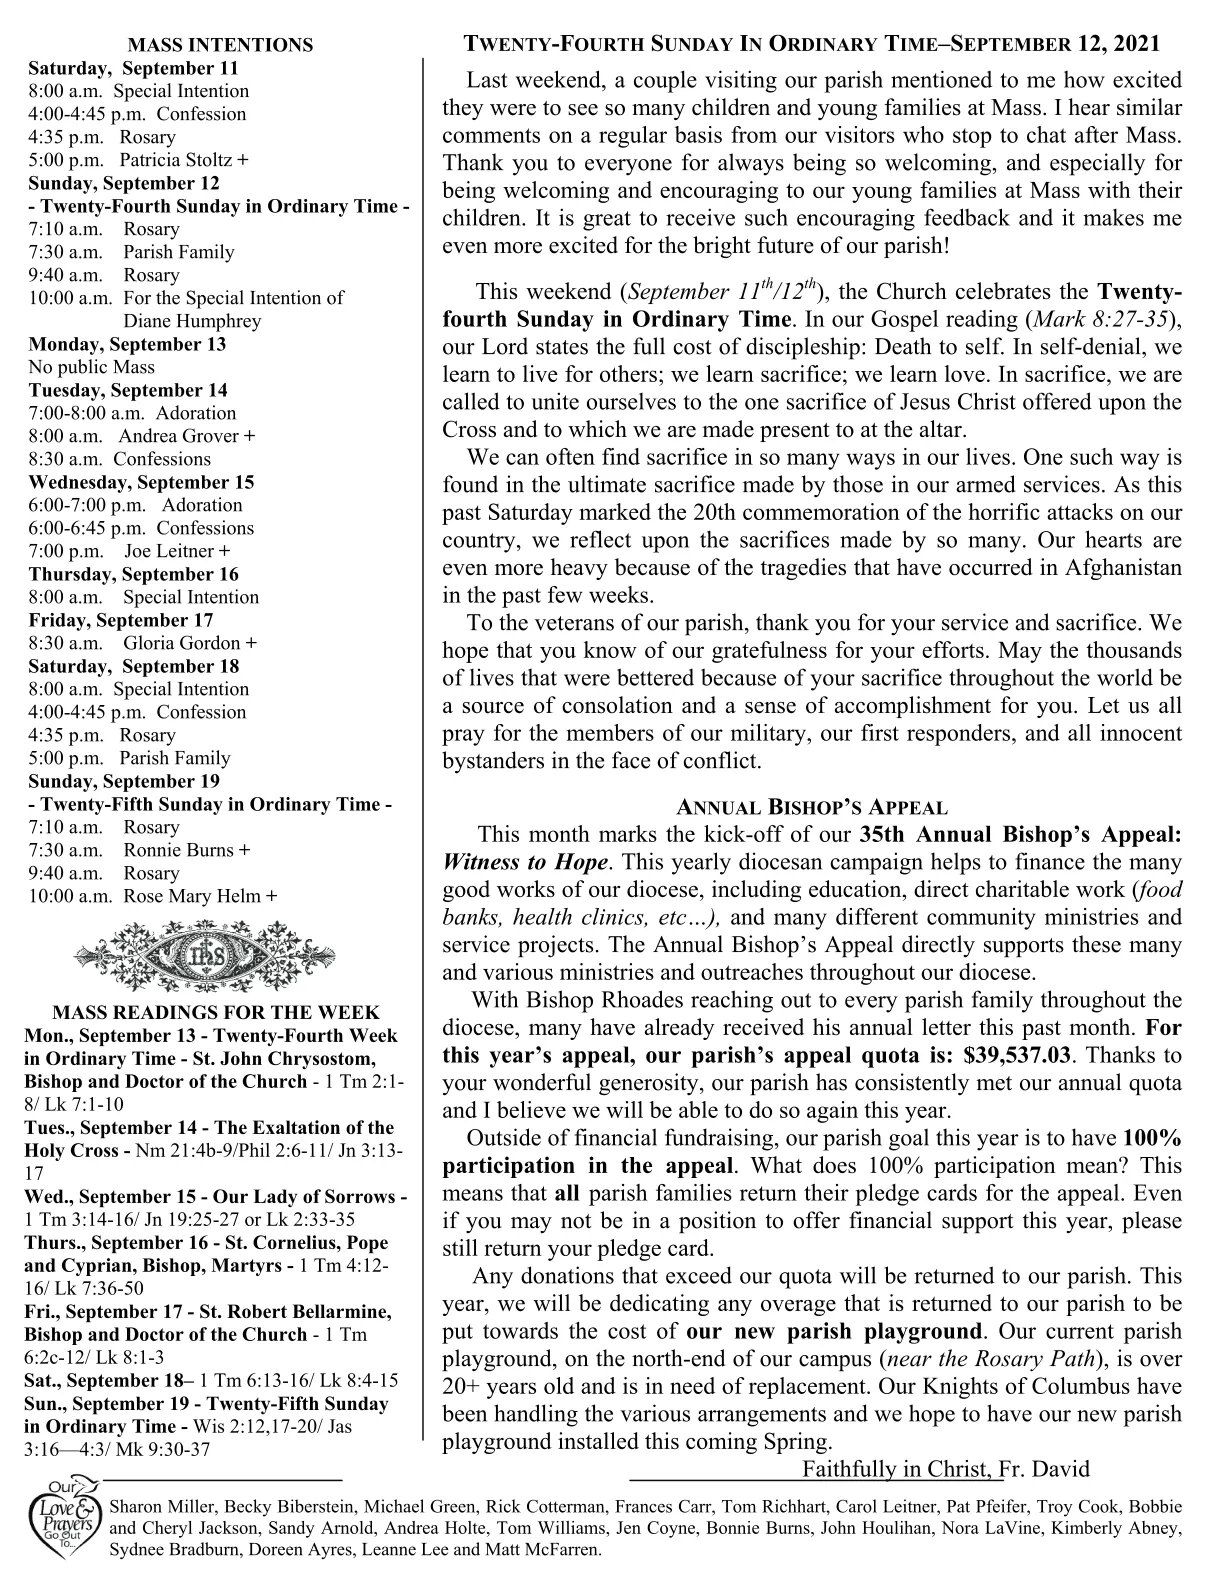 MASS INTENTIONS
Saturday,  September 11
8:00 a.m.  Special Intention
4:00-4:45 p.m.  Confession
4:35 p.m.   Rosary
5:00 p.m.   Patricia Stoltz +
Sunday, September 12
- Twenty-Fourth Sunday in Ordinary Time -
7:10 a.m.    Rosary
7:30 a.m.    Parish Family
9:40 a.m.    Rosary
10:00 a.m.  For the Special Intention of
Diane Humphrey
Monday, September 13
No public Mass
Tuesday, September 14
7:00-8:00 a.m.  Adoration
8:00 a.m.   Andrea Grover +
8:30 a.m.  Confessions
Wednesday, September 15
6:00-7:00 p.m.   Adoration
6:00-6:45 p.m.  Confessions
7:00 p.m.    Joe Leitner +
Thursday, September 16
8:00 a.m.    Special Intention
Friday, September 17
8:30 a.m.    Gloria Gordon +
Saturday,  September 18
8:00 a.m.  Special Intention
4:00-4:45 p.m.  Confession
4:35 p.m.   Rosary
5:00 p.m.   Parish Family
Sunday, September 19
- Twenty-Fifth Sunday in Ordinary Time -
7:10 a.m.    Rosary
7:30 a.m.    Ronnie Burns +
9:40 a.m.    Rosary
10:00 a.m.  Rose Mary Helm +
IHS
MASS READINGS FOR THE WEEK
Mon., September 13 - Twenty-Fourth Week
in Ordinary Time - St. John Chrysostom,
Bishop and Doctor of the Church - 1 Tm 2:1-
8/ Lk 7:1-10
Tues., September 14 - The Exaltation of the
Holy Cross - Nm 21:4b-9/Phil 2:6-11/ Jn 3:13-
17
Wed., September 15 - Our Lady of Sorrows -
1 Tm 3:14-16/ Jn 19:25-27 or Lk 2:33-35
Thurs., September 16 - St. Cornelius, Pope
and Cyprian, Bishop, Martyrs - 1 Tm 4:12-
16/ Lk 7:36-50
Fri., September 17 - St. Robert Bellarmine,
Bishop and Doctor of the Church - 1 Tm
6:2c-12/ Lk 8:1-3
Sat., September 18– 1 Tm 6:13-16/ Lk 8:4-15
Sun., September 19 - Twenty-Fifth Sunday
in Ordinary Time - Wis 2:12,17-20/ Jas
3:16—4:3/ Mk 9:30-37
TWENTY-FOURTH SUNDAY IN ORDINARY TIME–SEPTEMBER 12, 2021
Last weekend, a couple visiting our parish mentioned to me how excited
they were to see so many children and young families at Mass. I hear similar
comments on a regular basis from our visitors who stop to chat after Mass.
Thank you to everyone for always being so welcoming, and especially for
being welcoming and encouraging to our young families at Mass with their
children. It is great to receive such encouraging feedback and it makes me
even more excited for the bright future of our parish!
This weekend (September 11th/12th), the Church celebrates the Twenty-
fourth Sunday in Ordinary Time. In our Gospel reading (Mark 8:27-35),
our Lord states the full cost of discipleship: Death to self. In self-denial, we
learn to live for others; we learn sacrifice; we learn love. In sacrifice, we are
called to unite ourselves to the one sacrifice of Jesus Christ offered upon the
Cross and to which we are made present to at the altar.
We can often find sacrifice in so many ways in our lives. One such way is
found in the ultimate sacrifice made by those in our armed services. As this
past Saturday marked the 20th commemoration of the horrific attacks on our
country, we reflect upon the sacrifices made by so many. Our hearts are
even more heavy because of the tragedies that have occurred in Afghanistan
in the past few weeks.
To the veterans of our parish, thank you for your service and sacrifice. We
hope that you know of our gratefulness for your efforts. May the thousands
of lives that were bettered because of your sacrifice throughout the world be
a source of consolation and a sense of accomplishment for you. Let us all
pray for the members of our military, our first responders, and all innocent
bystanders in the face of conflict.
ANNUAL BISHOP'S APPEAL
This month marks the kick-off of our 35th Annual Bishop's Appeal:
Witness to Hope. This yearly diocesan campaign helps to finance the many
good works of our diocese, including education, direct charitable work (food
banks, health clinics, etc…), and many different community ministries and
service projects. The Annual Bishop's Appeal directly supports these many
and various ministries and outreaches throughout our diocese.
With Bishop Rhoades reaching out to every parish family throughout the
diocese, many have already received his annual letter this past month. For
this year's appeal, our parish's appeal quota is: $39,537.03. Thanks to
your wonderful generosity, our parish has consistently met our annual quota
and I believe we will be able to do so again this year.
Outside of financial fundraising, our parish goal this year is to have 100%
participation in the appeal. What does 100% participation mean? This
means that all parish families return their pledge cards for the appeal. Even
if you may not be in a position to offer financial support this year, please
still return your pledge card.
Any donations that exceed our quota will be returned to our parish. This
year, we will be dedicating any overage that is returned to our parish to be
put towards the cost of our new parish playground. Our current parish
playground, on the north-end of our campus (near the Rosary Path), is over
20+ years old and is in need of replacement. Our Knights of Columbus have
been handling the various arrangements and we hope to have our new parish
playground installed this coming Spring.
Faithfully in Christ, Fr. David
Our
Love &
Prayers
Go Out
To...
Sharon Miller, Becky Biberstein, Michael Green, Rick Cotterman, Frances Carr, Tom Richhart, Carol Leitner, Pat Pfeifer, Troy Cook, Bobbie
and Cheryl Jackson, Sandy Arnold, Andrea Holte, Tom Williams, Jen Coyne, Bonnie Burns, John Houlihan, Nora LaVine, Kimberly Abney,
Sydnee Bradburn, Doreen Ayres, Leanne Lee and Matt McFarren.